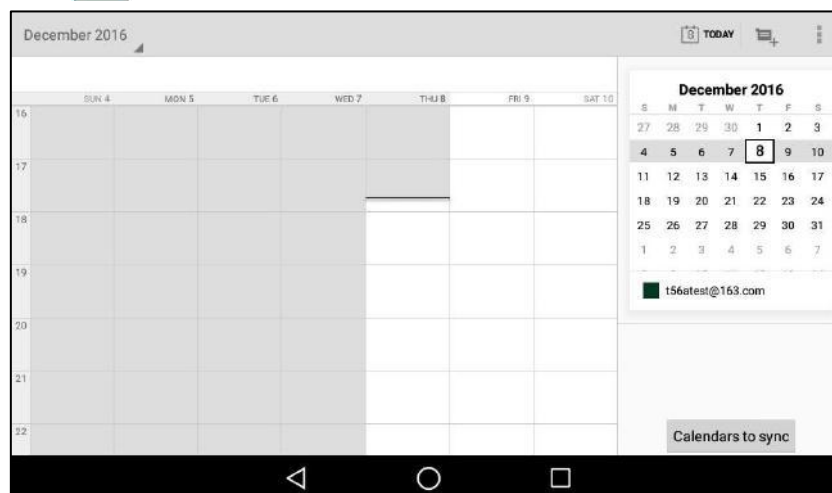 December 2016
8 TODAY
SUN 4 MON 5 TUE 6 WED 7 THU 8 FRI 9 SAT 10
16
17
18
19
20
21
22
December 2016
S M T W T F S
27 28 29 30 1 2 3
4 5 6 7 8 9 10
11 12 13 14 15 16 17
18 19 20 21 22 23 24
25 26 27 28 29 30 31
1 2 3 4 5 6 7
t56atest@163.com
Calendars to sync